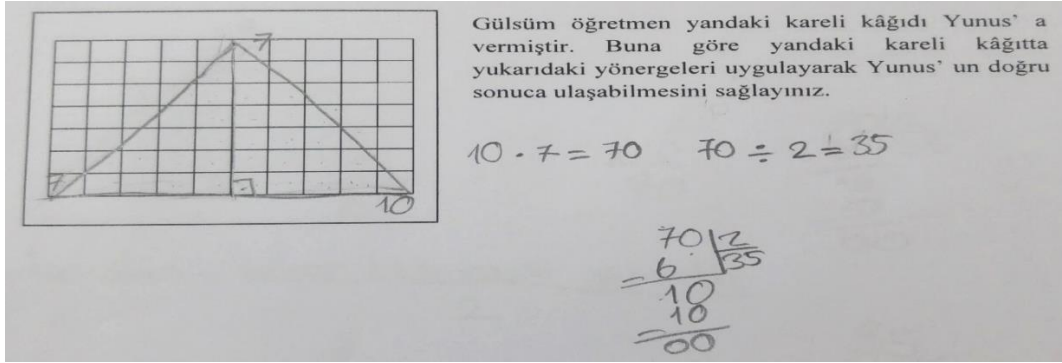 Gülsüm öğretmen yandaki kareli kâğıdı Yunus' a
vermiştir. Buna göre yandaki kareli kâğıtta
yukarıdaki yönergeleri uygulayarak Yunus' un doğru
sonuca ulaşabilmesini sağlayınız.
7
7
10
10 · 7 = 70 70 ÷ 2 = 35
70 2
6 35
10
10
00